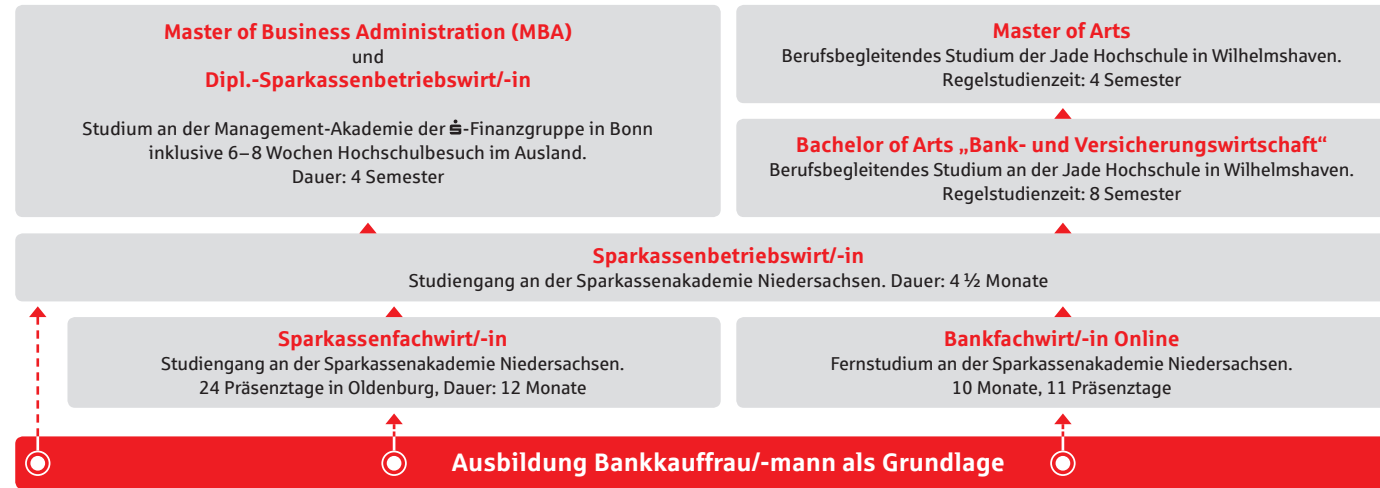 Master of Business Administration (MBA)
und
Dipl.-Sparkassenbetriebswirt/-in
Studium an der Management-Akademie der S-Finanzgruppe in Bonn
inklusive 6–8 Wochen Hochschulbesuch im Ausland.
Dauer: 4 Semester
Master of Arts
Berufsbegleitendes Studium der Jade Hochschule in Wilhelmshaven.
Regelstudienzeit: 4 Semester
Bachelor of Arts „Bank- und Versicherungswirtschaft“
Berufsbegleitendes Studium an der Jade Hochschule in Wilhelmshaven.
Regelstudienzeit: 8 Semester
Sparkassenbetriebswirt/-in
Studiengang an der Sparkassenakademie Niedersachsen. Dauer: 4 ½ Monate
Sparkassenfachwirt/-in
Studiengang an der Sparkassenakademie Niedersachsen.
24 Präsenztage in Oldenburg, Dauer: 12 Monate
Bankfachwirt/-in Online
Fernstudium an der Sparkassenakademie Niedersachsen.
10 Monate, 11 Präsenztage
Ausbildung Bankkauffrau/-mann als Grundlage